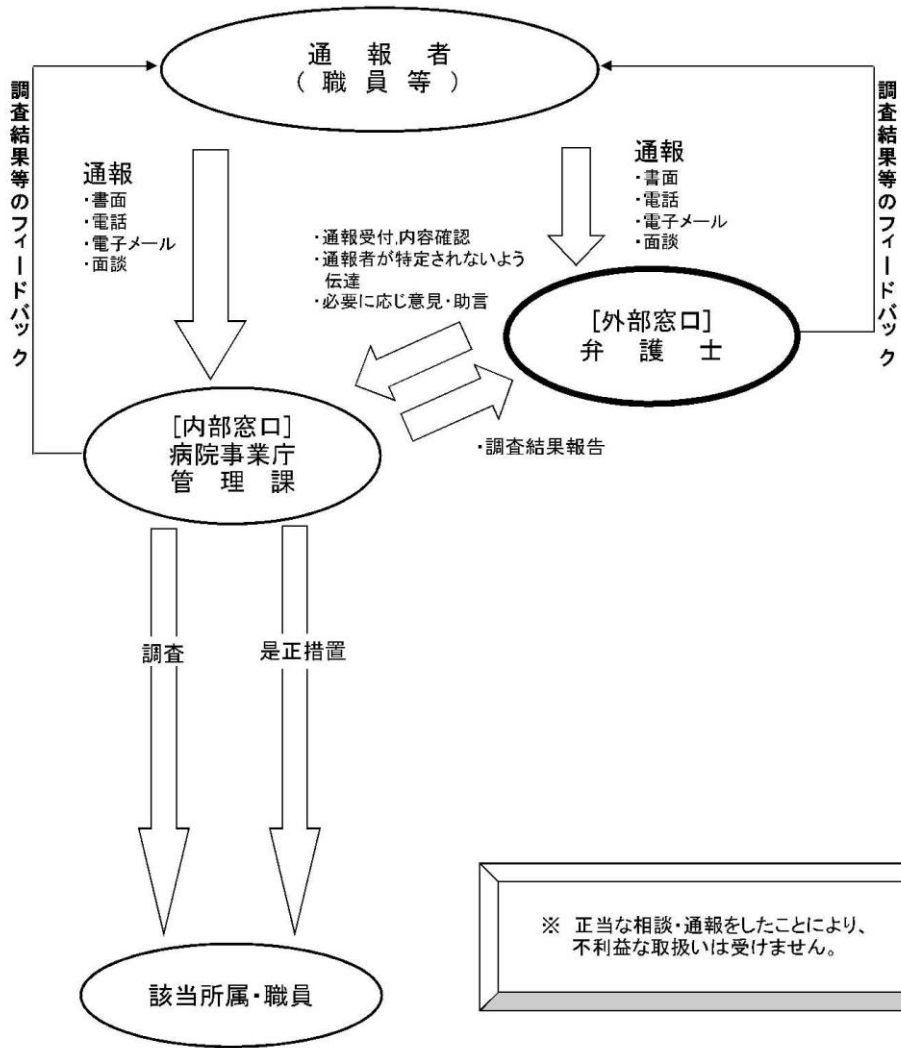 通報者
(職員等)
調査結果等のフィードバック
調査結果等のフィードバック
通報
・書面
・電話
・電子メール
・面談
通報
・書面
・電話
・電子メール
・面談
・通報受付,内容確認
・通報者が特定されないよう
伝達
・必要に応じ意見・助言
[外部窓口]
弁護士
[内部窓口]
病院事業庁
管理課
・調査結果報告
調査
是正措置
※ 正当な相談・通報をしたことにより、
不利益な取扱いは受けません。
該当所属・職員